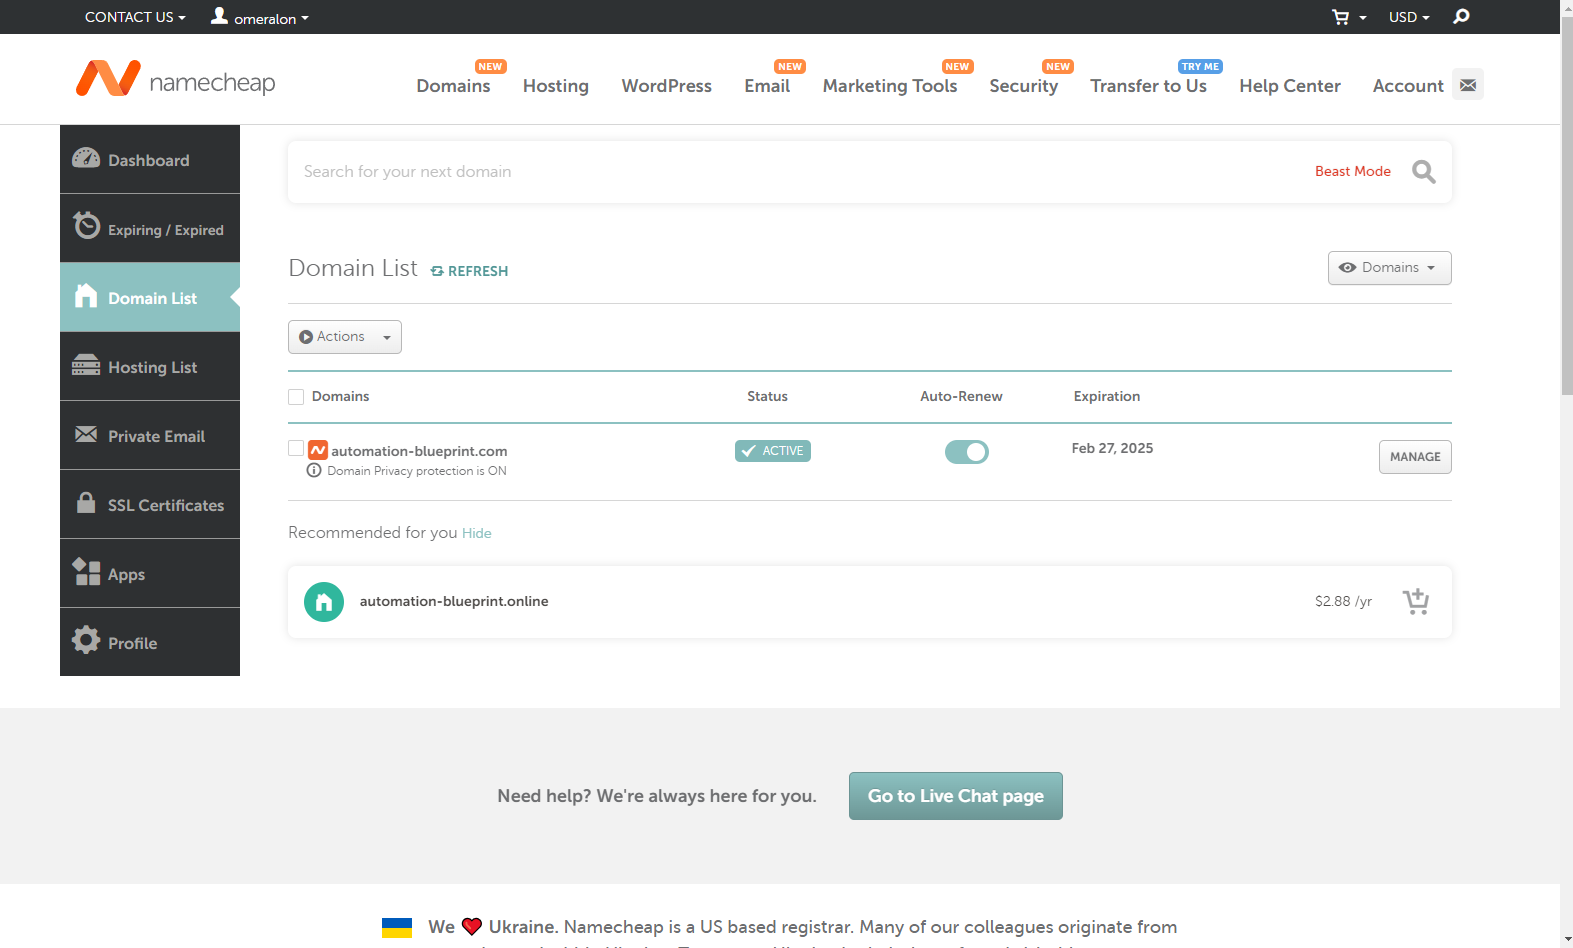 CONTACT US
omeralon
USD
namecheap
Domains NEW
Hosting
WordPress
Email NEW
Marketing Tools NEW
Security NEW
Transfer to Us TRY ME
Help Center
Account
Dashboard
Expiring / Expired
Domain List
Hosting List
Private Email
SSL Certificates
Apps
Profile
Search for your next domain
Beast Mode
Domain List REFRESH
Domains
Actions
Domains Status Auto-Renew Expiration
automation-blueprint.com ACTIVE Feb 27, 2025 MANAGE
Domain Privacy protection is ON
Recommended for you Hide
automation-blueprint.online $2.88 /yr
Need help? We're always here for you. Go to Live Chat page
We Ukraine. Namecheap is a US based registrar. Many of our colleagues originate from